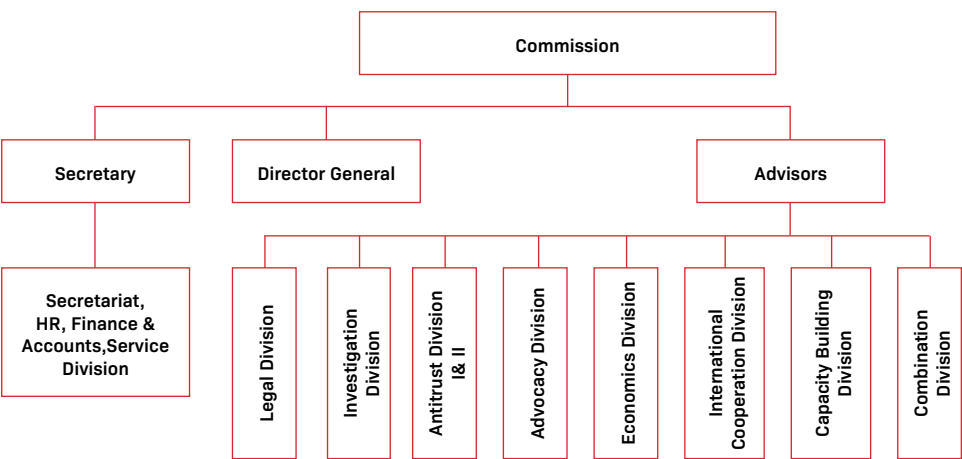 Commission
Secretary
Director General
Advisors
Secretariat,
HR, Finance &
Accounts,Service
Division
Legal Division
Investigation
Division
Antitrust Division
I& II
Advocacy Division
Economics Division
International
Cooperation Division
Capacity Building
Division
Combination
Division